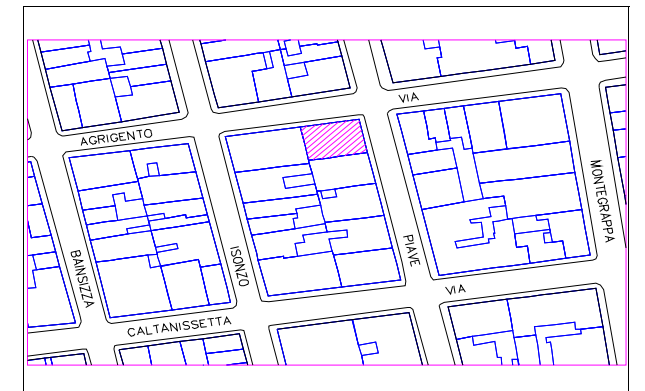 VIA
AGRIGENTO
MONTEGRAPPA
BAINSIZZA
ISONZO
PIAVE
VIA
CALTANISSETTA